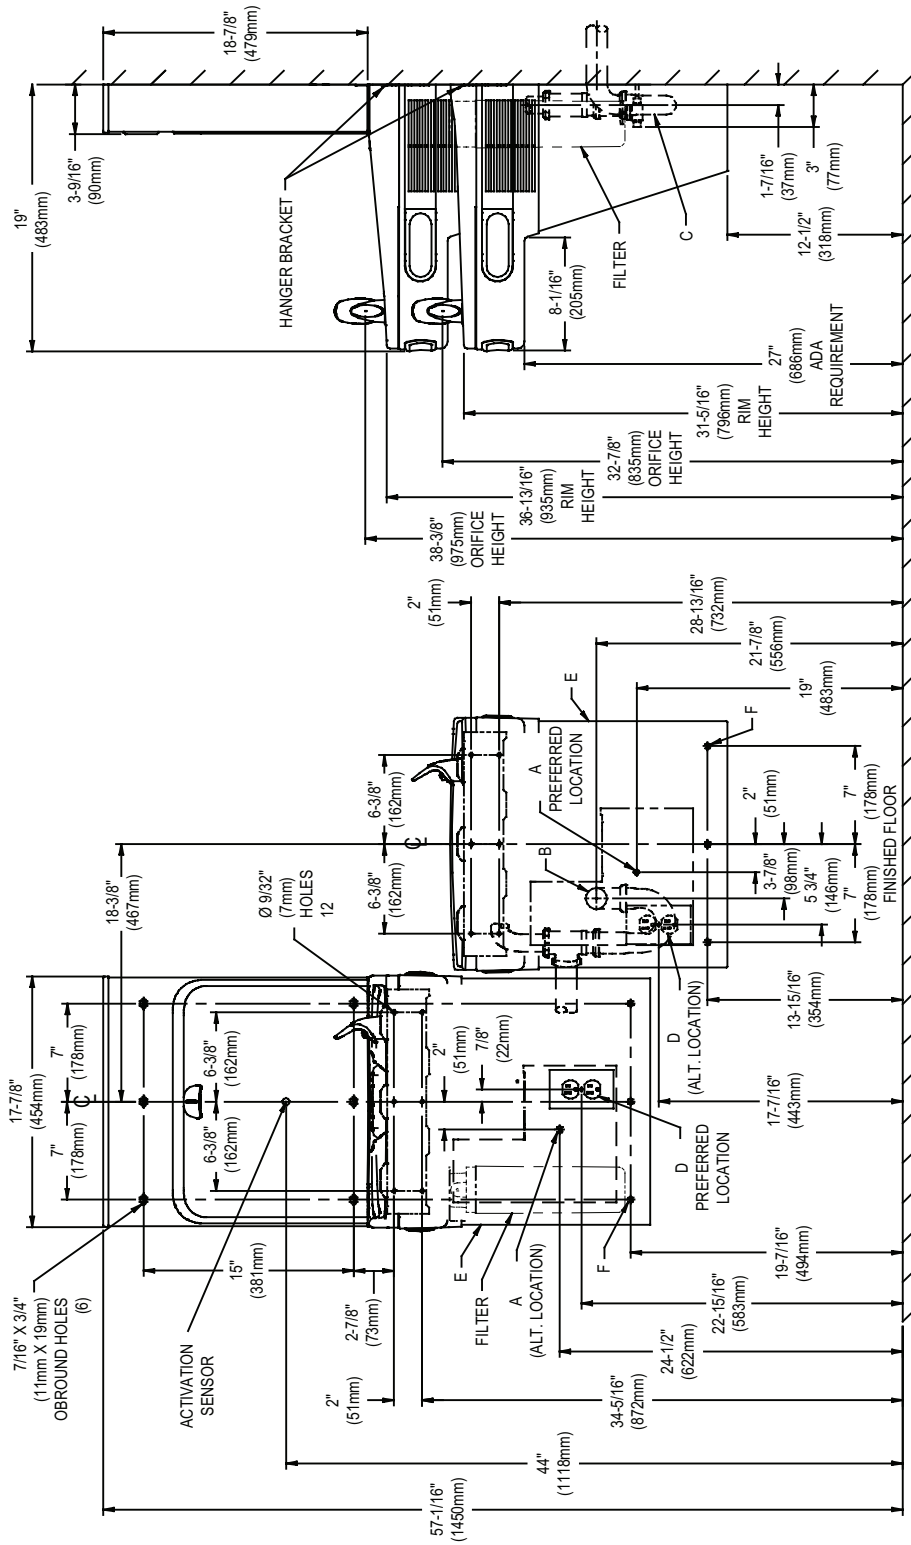 57-1/16"
(1450mm)
44"
(1118mm)
34-5/16"
(872mm)
24-1/2"
(622mm)
22-15/16"
(583mm)
19-7/16"
(494mm)
7/16" X 3/4"
(11mm X 19mm)
OBROUND HOLES
(6)
ACTIVATION
SENSOR
15"
(381mm)
2-7/8"
(73mm)
2"
(51mm)
17-7/8"
(454mm)
7"
(178mm)
7"
(178mm)
C
L
18-3/8"
(467mm)
6-3/8"
(162mm)
6-3/8"
(162mm)
Ø 9/32"
(7mm)
HOLES
12
2"
(51mm)
7/8"
(22mm)
E
FILTER
A
(ALT. LOCATION)
F
D
PREFERRED
LOCATION
17-7/16"
(443mm)
13-15/16"
(354mm)
D
(ALT. LOCATION)
C
L
6-3/8"
(162mm)
6-3/8"
(162mm)
B
A
PREFERRED
LOCATION
E
F
2"
(51mm)
3-7/8"
(98mm)
5 3/4"
(146mm)
7"
(178mm)
7"
(178mm)
FINISHED FLOOR
2"
(51mm)
28-13/16"
(732mm)
21-7/8"
(556mm)
19"
(483mm)
38-3/8"
(975mm)
ORIFICE
HEIGHT
36-13/16"
(935mm)
RIM
HEIGHT
32-7/8"
(835mm)
ORIFICE
HEIGHT
31-5/16"
(796mm)
RIM
HEIGHT
27"
(686mm)
ADA
REQUIREMENT
19"
(483mm)
3-9/16"
(90mm)
18-7/8"
(479mm)
HANGER BRACKET
8-1/16"
(205mm)
FILTER
C
1-7/16"
(37mm)
3"
(77mm)
12-1/2"
(318mm)